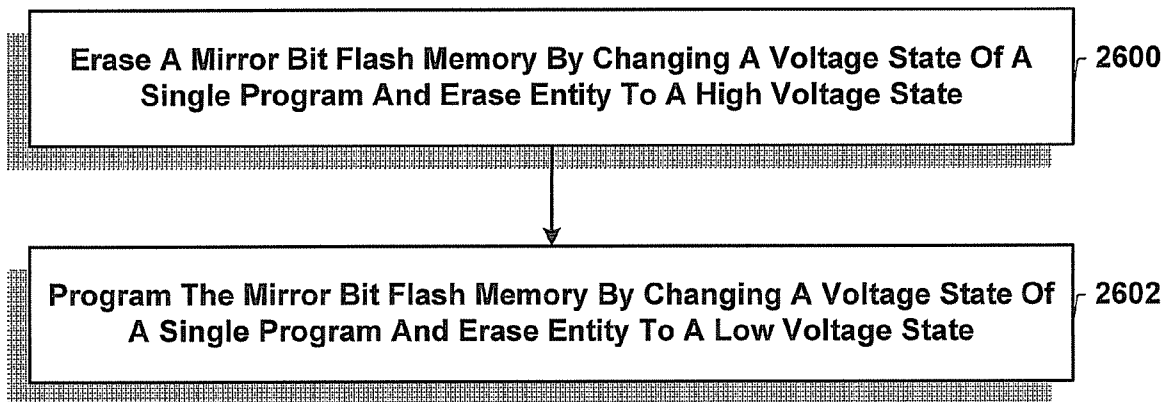 Erase A Mirror Bit Flash Memory By Changing A Voltage State Of A
Single Program And Erase Entity To A High Voltage State
2600
Program The Mirror Bit Flash Memory By Changing A Voltage State Of
A Single Program And Erase Entity To A Low Voltage State
2602